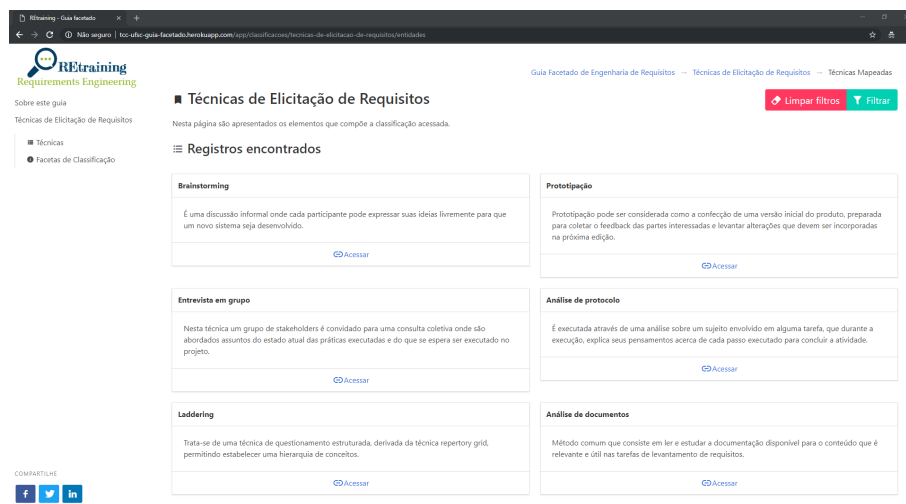 REtraining - Guia facetado
Não seguro | tcc-ufsc-guia-facetado.herokuapp.com/app/classificacoes/tecnicas-de-elicitacao-de-requisitos/entidades
REtraining
Requirements Engineering
Guia Facetado de Engenharia de Requisitos → Técnicas de Elicitação de Requisitos → Técnicas Mapeadas
Sobre este guia
Técnicas de Elicitação de Requisitos
Técnicas
Facetas de Classificação
Técnicas de Elicitação de Requisitos
Limpar filtros
Filtrar
Nesta página são apresentados os elementos que compõe a classificação acessada.
Registros encontrados
Brainstorming
É uma discussão informal onde cada participante pode expressar suas ideias livremente para que
um novo sistema seja desenvolvido.
Acessar
Prototipação
Prototipação pode ser considerada como a confecção de uma versão inicial do produto, preparada
para coletar o feedback das partes interessadas e levantar alterações que devem ser incorporadas
na próxima edição.
Acessar
Entrevista em grupo
Nesta técnica um grupo de stakeholders é convidado para uma consulta coletiva onde são
abordados assuntos do estado atual das práticas executadas e do que se espera ser executado no
projeto.
Acessar
Análise de protocolo
É executada através de uma análise sobre um sujeito envolvido em alguma tarefa, que durante a
execução, explica seus pensamentos acerca de cada passo executado para concluir a atividade.
Acessar
Laddering
Trata-se de uma técnica de questionamento estruturada, derivada da técnica repertory grid,
permitindo estabelecer uma hierarquia de conceitos.
Acessar
Análise de documentos
Método comum que consiste em ler e estudar a documentação disponível para o conteúdo que é
relevante e útil nas tarefas de levantamento de requisitos.
Acessar
COMPARTILHE